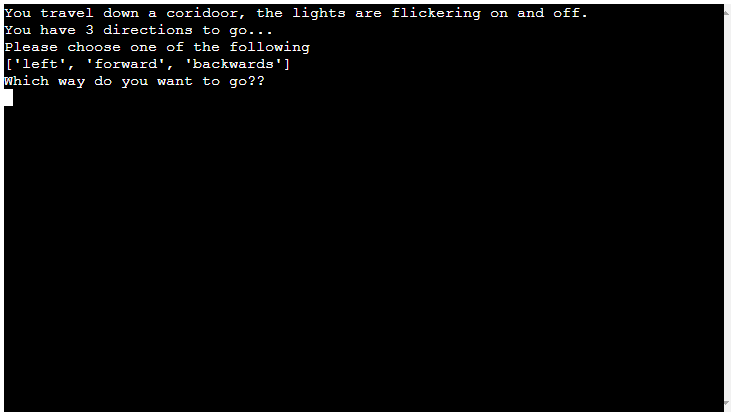 You travel down a coridoor, the lights are flickering on and off.
You have 3 directions to go...
Please choose one of the following
['left', 'forward', 'backwards']
Which way do you want to go??